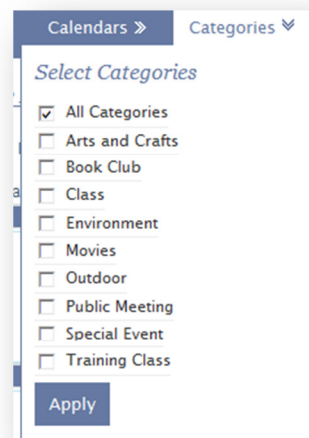 Calendars » Categories
Select Categories
All Categories
Arts and Crafts
Book Club
Class
Environment
Movies
Outdoor
Public Meeting
Special Event
Training Class
Apply